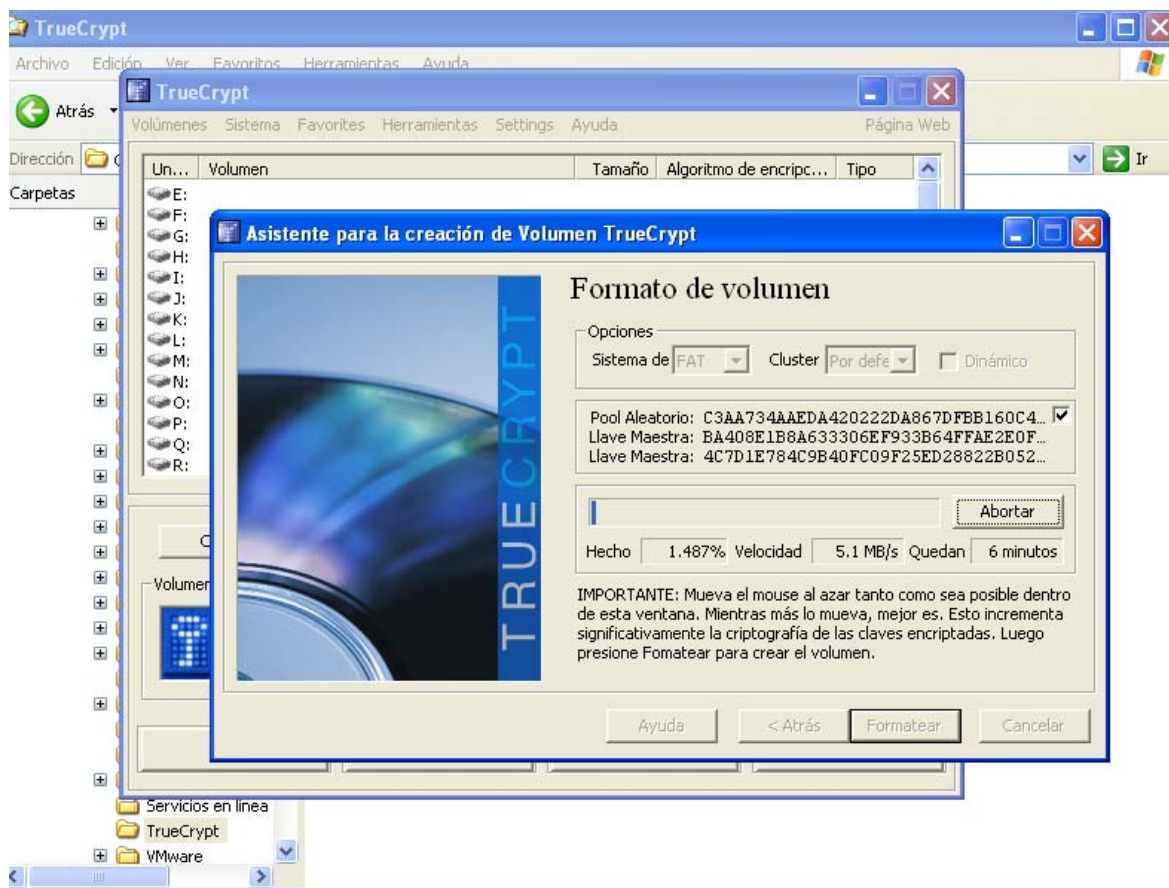 TrueCrypt
Archivo Edición Ver Favoritos Herramientas Ayuda
Atrás
Dirección
Ir
Carpetas
Servicios en línea
TrueCrypt
VMware
TrueCrypt
Volúmenes Sistema Favorites Herramientas Settings Ayuda Página Web
Un... Volumen Tamaño Algoritmo de encripc... Tipo
E:
F:
G:
H:
I:
J:
K:
L:
M:
N:
O:
P:
Q:
R:
Volumen
Asistente para la creación de Volumen TrueCrypt
TRUECRYPT
Formato de volumen
Opciones
Sistema de FAT Cluster Por defe Dinámico
Pool Aleatorio: C3AA734AAEDA420222DA867DFBB160C4...
Llave Maestra: BA408E1B8A633306EF933B64FFAE2E0F...
Llave Maestra: 4C7D1E784C9B40FC09F25ED28822B052...
Abortar
Hecho 1.487% Velocidad 5.1 MB/s Quedan 6 minutos
IMPORTANTE: Mueva el mouse al azar tanto como sea posible dentro
de esta ventana. Mientras más lo mueva, mejor es. Esto incrementa
significativamente la criptografía de las claves encriptadas. Luego
presione Fomatear para crear el volumen.
Ayuda < Atrás Formatear Cancelar